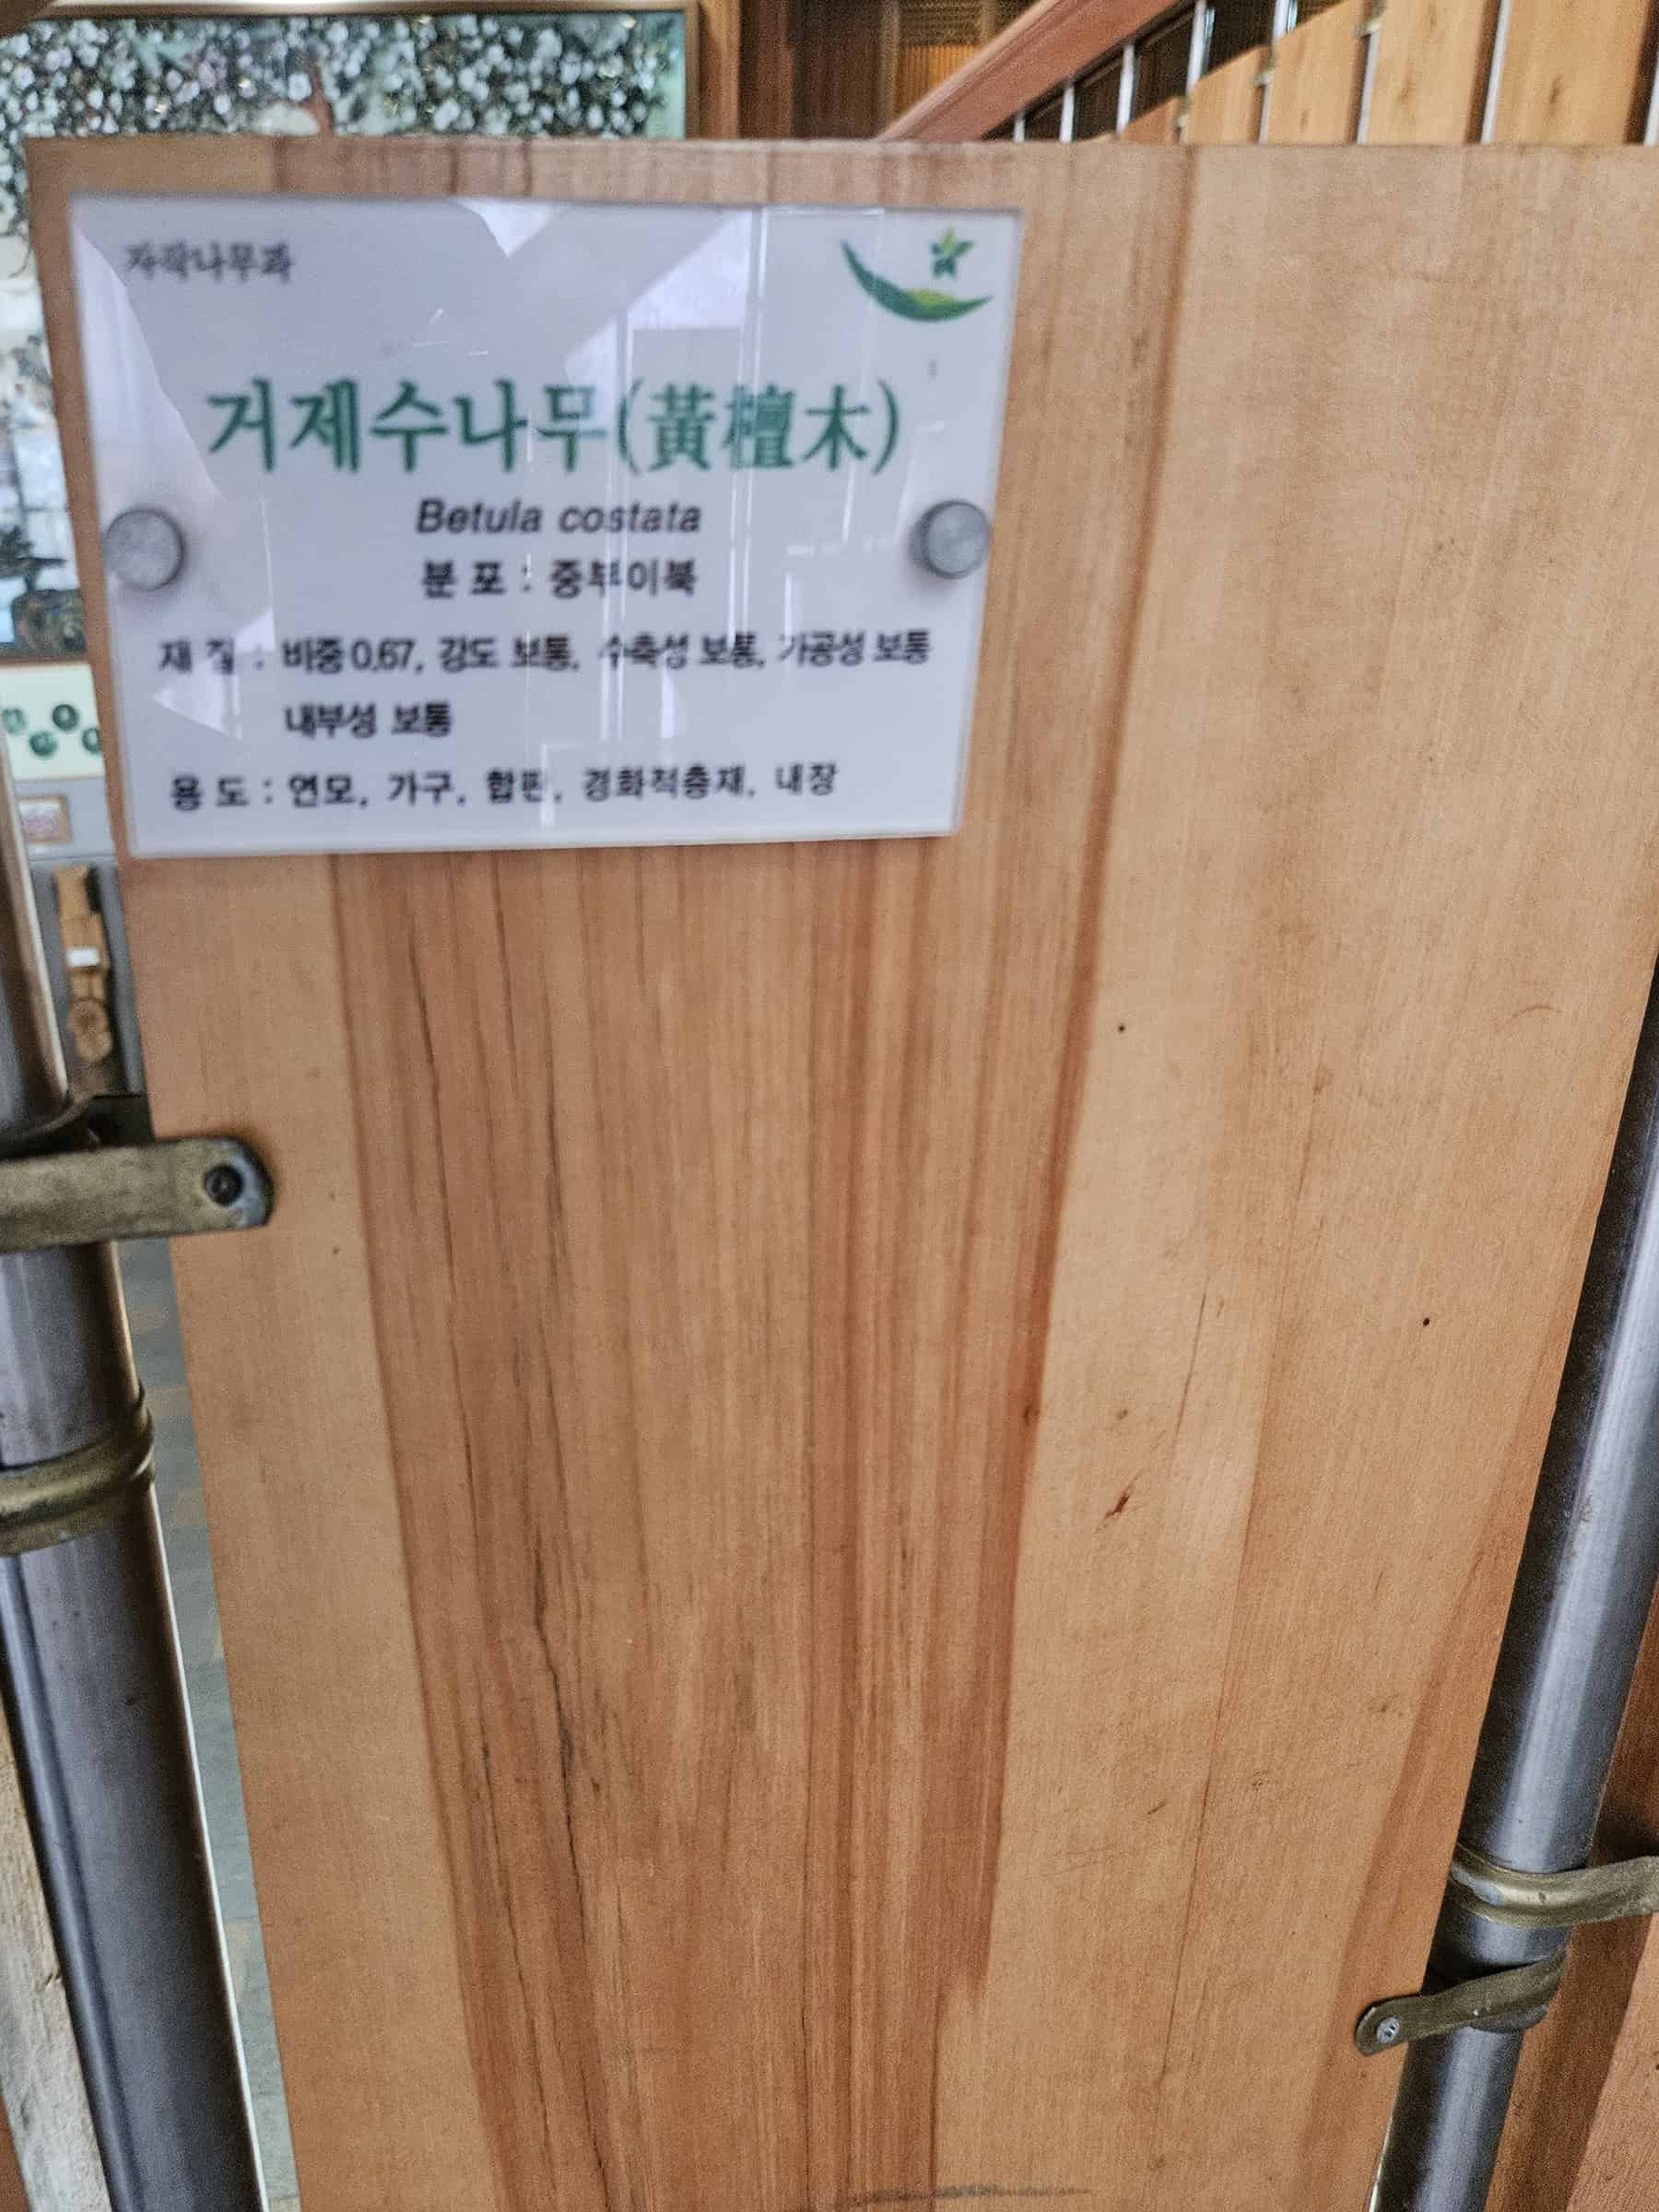 자작나무과
거제수나무(黃檀木)
Betula costata
분 포 : 중부이북
재 질 : 비중 0.67, 강도 보통, 수축성 보통, 가공성 보통
내부성 보통
용 도 : 연모, 가구, 합판, 경화적층재, 내장